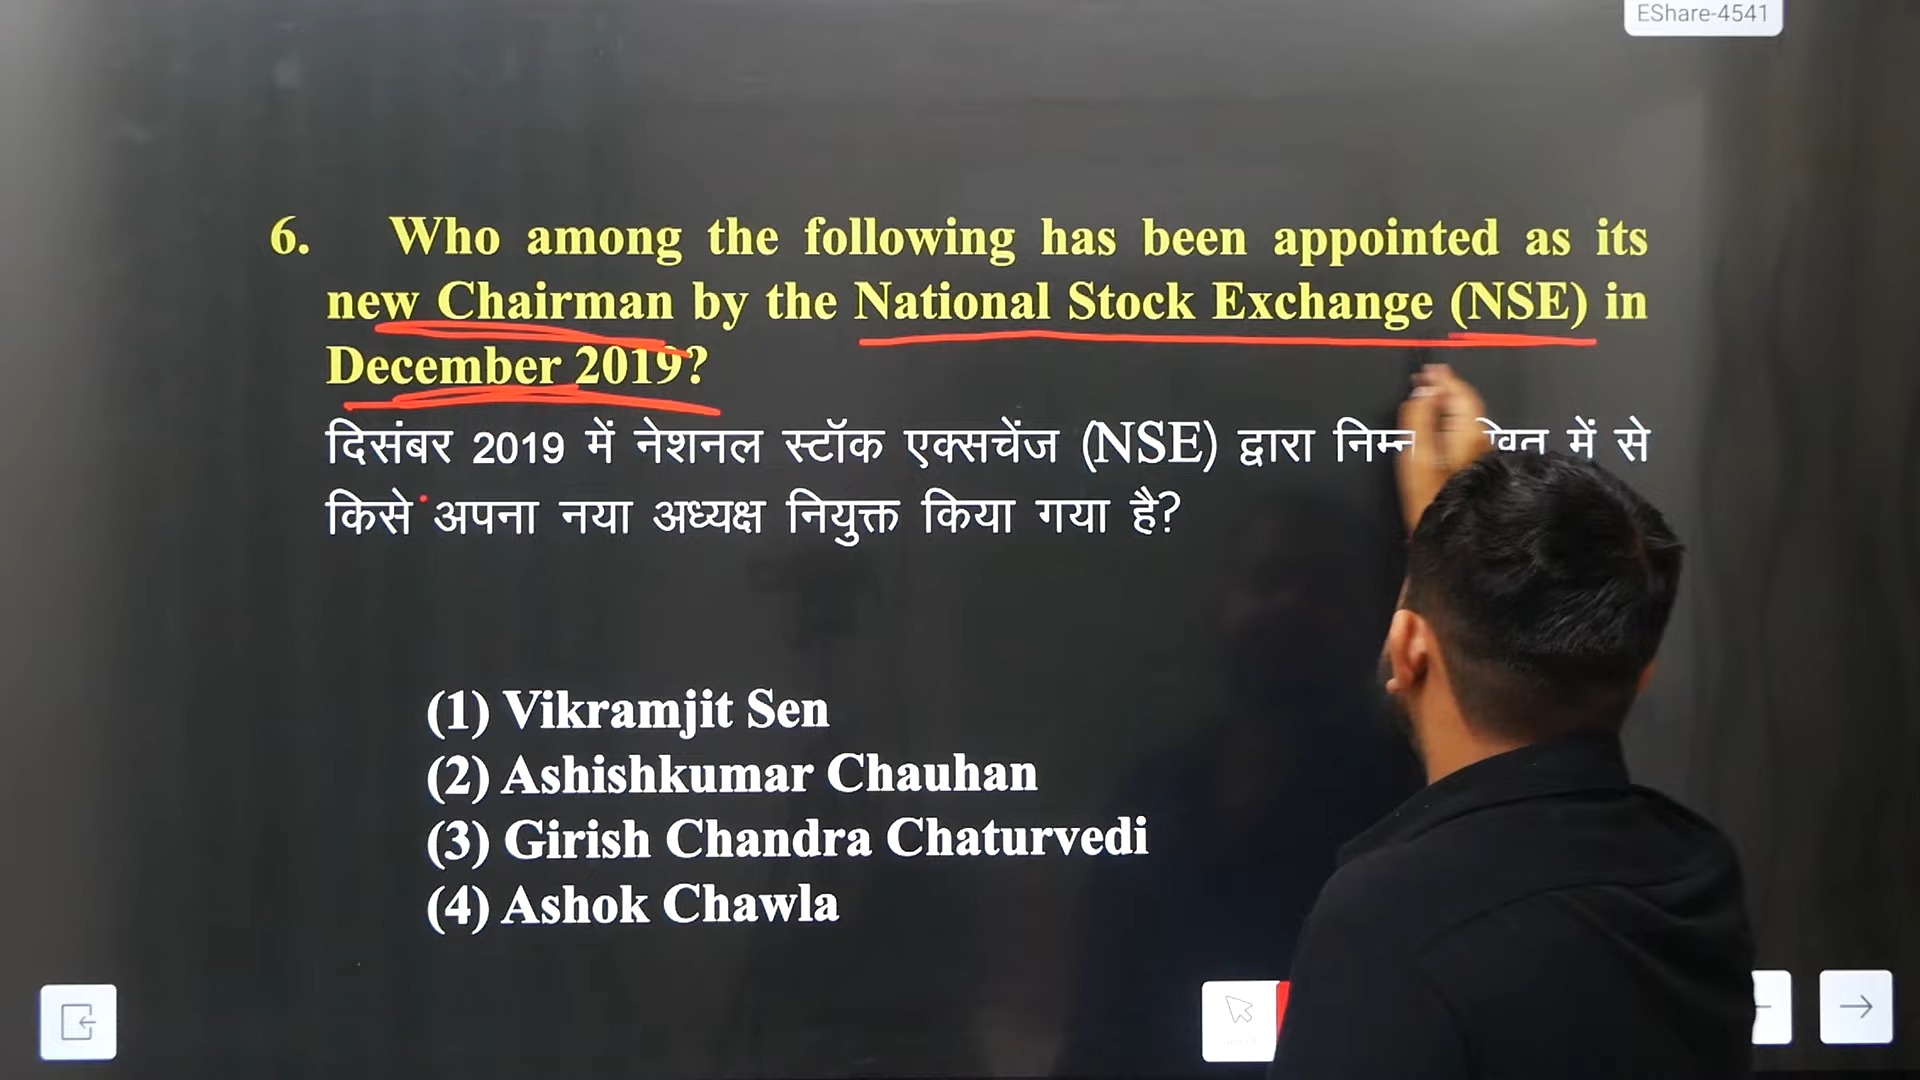 EShare-4541
6. Who among the following has been appointed as its
new Chairman by the National Stock Exchange (NSE) in
December 2019?
दिसंबर 2019 में नेशनल स्टॉक एक्सचेंज (NSE) द्वारा में से
किसे अपना नया अध्यक्ष नियुक्त किया गया है?
(1) Vikramjit Sen
(2) Ashishkumar Chauhan
(3) Girish Chandra Chaturvedi
(4) Ashok Chawla